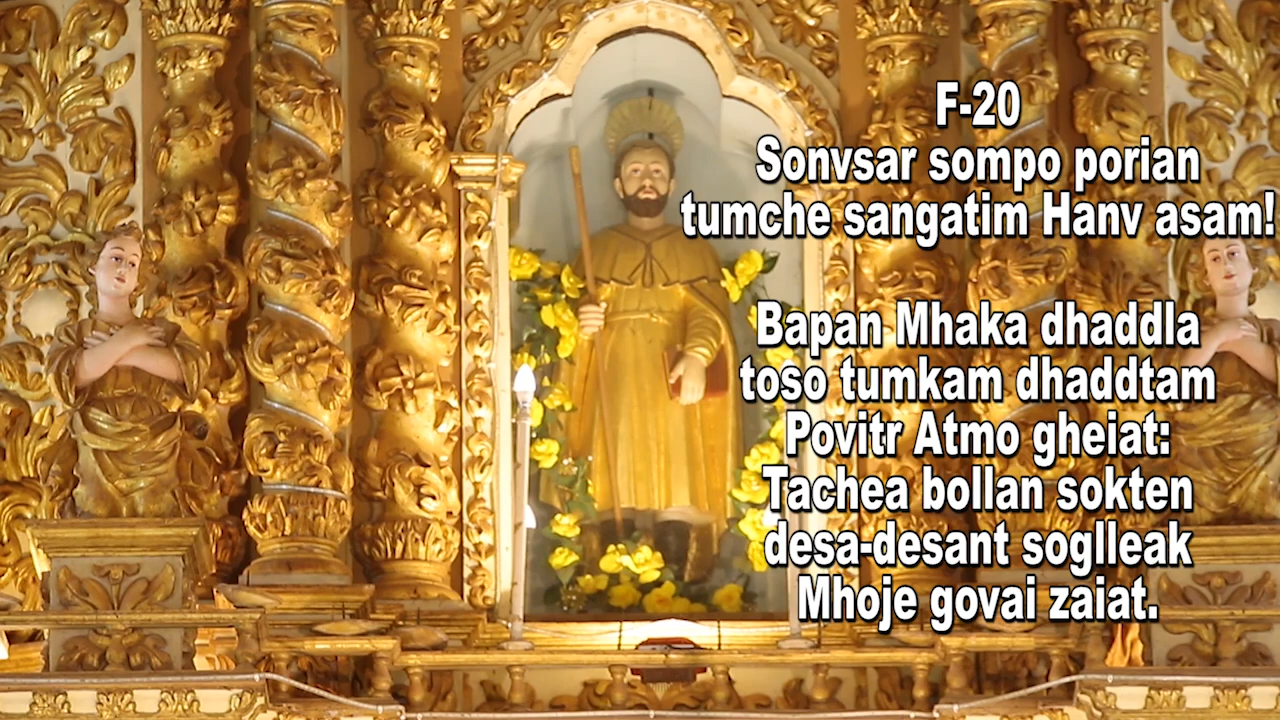 F-20
Sonvsar sompo porian
tumche sangatim Hanv asam!
Bapan Mhaka dhaddla
toso tumkam dhaddtam
Povitr Atmo gheiat:
Tachea bollan sokten
desa-desant soglleak
Mhoje govai zaiat.